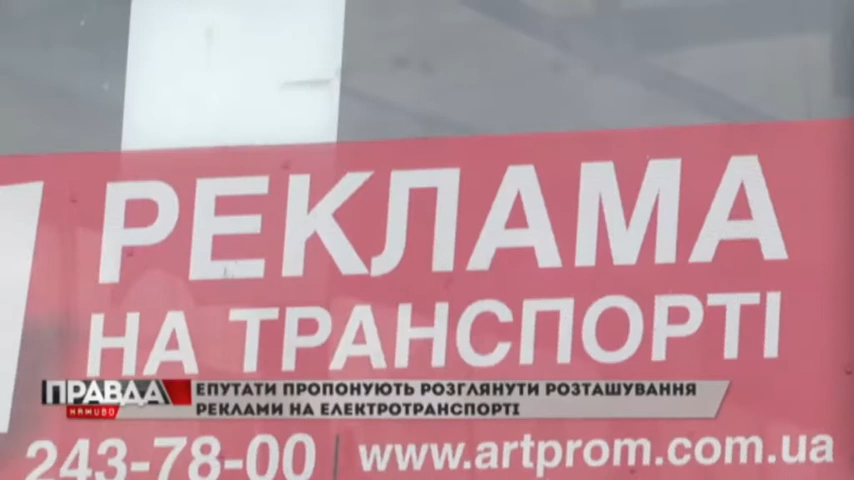 РЕКЛАМА
НА ТРАНСПОРТІ
ПРАВДА
НАЖИВО
ЕПУТАТИ ПРОПОНУЮТЬ РОЗГЛЯНУТИ РОЗТАШУВАННЯ
РЕКЛАМИ НА ЕЛЕКТРОТРАНСПОРТІ
243-78-00
www.artprom.com.ua